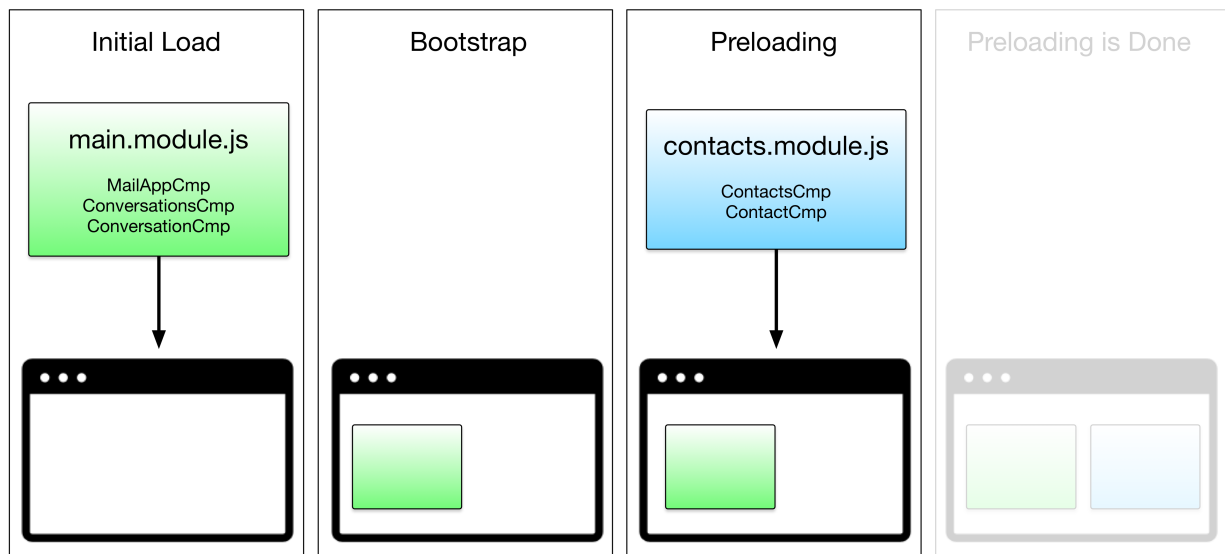 Initial Load
main.module.js
MailAppCmp
ConversationsCmp
ConversationCmp
Bootstrap
Preloading
contacts.module.js
ContactsCmp
ContactCmp
Preloading is Done